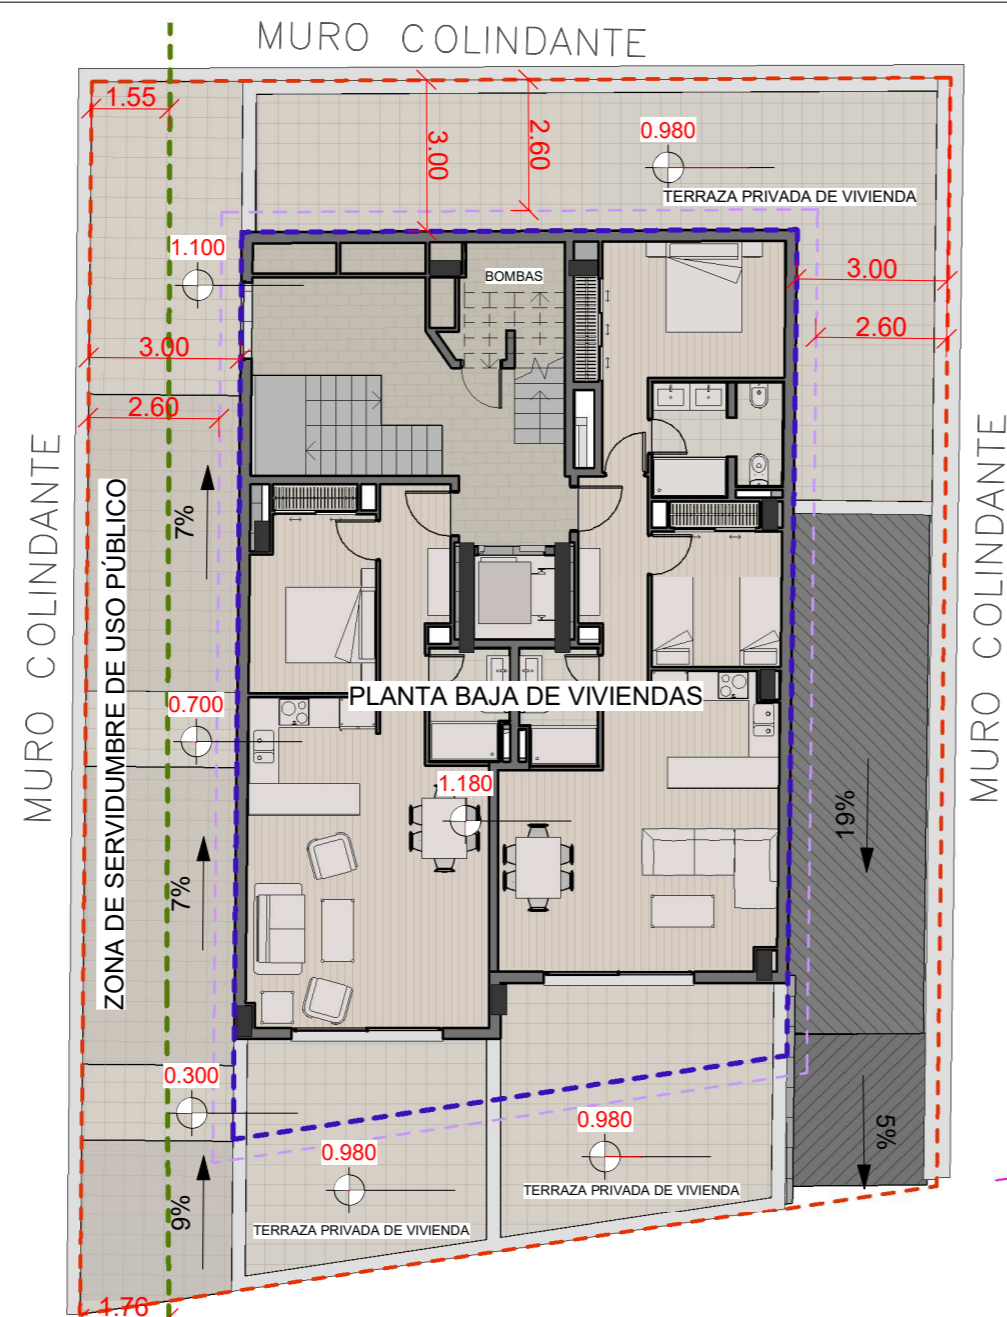 MURO COLINDANTE
1.55
3.00
2.60
0.980
TERRAZA PRIVADA DE VIVIENDA
1.100
BOMBAS
3.00
3.00
2.60
2.60
MURO COLINDANTE
ZONA DE SERVIDUMBRE DE USO PÚBLICO
7%
MURO COLINDANTE
0.700
PLANTA BAJA DE VIVIENDAS
1.180
19%
7%
0.300
0.980
0.980
5%
TERRAZA PRIVADA DE VIVIENDA
6%
TERRAZA PRIVADA DE VIVIENDA
1.76